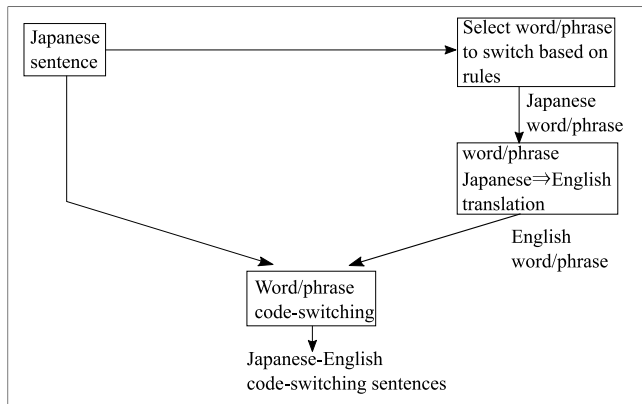 Japanese
sentence
Select word/phrase
to switch based on
rules
Japanese
word/phrase
word/phrase
Japanese⇒English
translation
English
word/phrase
Word/phrase
code-switching
Japanese-English
code-switching sentences